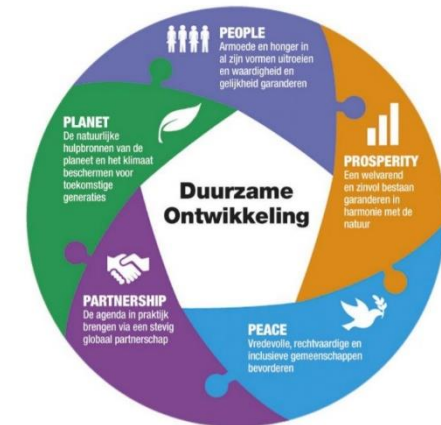 PEOPLE
Armoede en honger in
al zijn vormen uitroeien
en waardigheid en
gelijkheid garanderen
PROSPERITY
Een welvarend
en zinvol bestaan
garanderen in
harmonie met de
natuur
PEACE
Vredevolle, rechtvaardige en
inclusieve gemeenschappen
bevorderen
PARTNERSHIP
De agenda in praktijk
brengen via een stevig
globaal partnerschap
PLANET
De natuurlijke
hulpbronnen van de
planeet en het klimaat
beschermen voor
toekomstige
generaties
Duurzame
Ontwikkeling